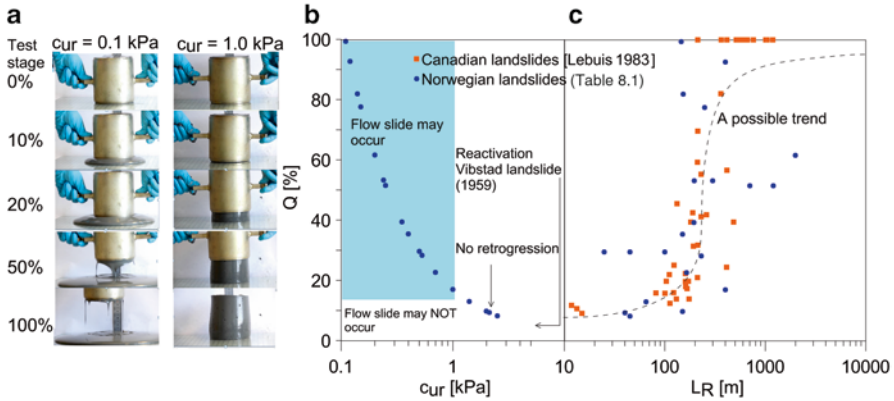 a
Test
stage
cur = 0.1 kPa
cur = 1.0 kPa
0%
10%
20%
50%
100%
b
Q [%]
100
80
60
40
20
0
Flow slide may
occur
Flow slide may NOT
occur
Reactivation
Vibstad landslide
(1959)
No retrogression
0.1
1
cur [kPa]
c
Canadian landslides [Lebuis 1983]
Norwegian landslides (Table 8.1)
A possible trend
10
100
1000
10000
LR [m]